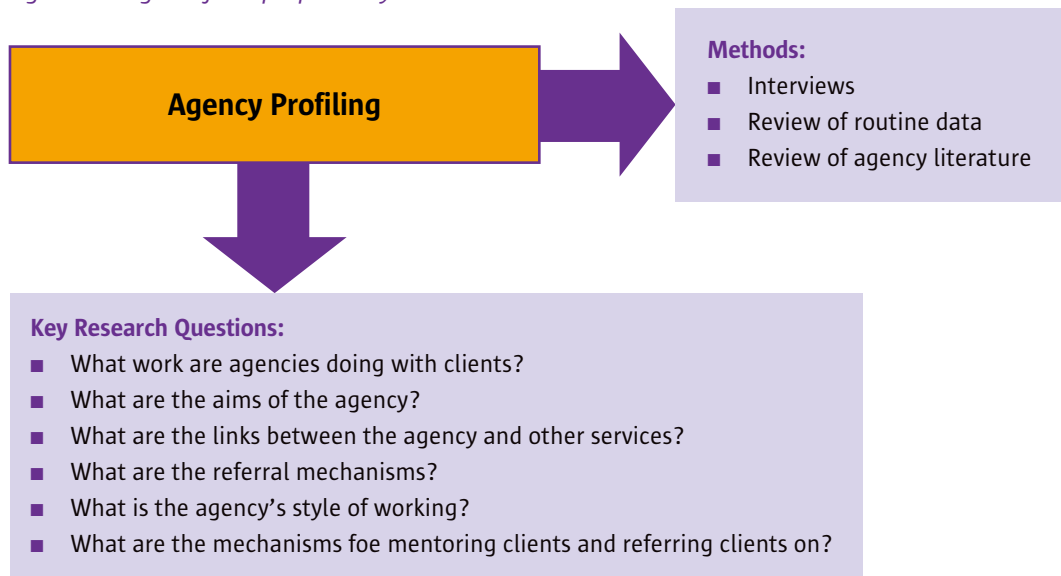 Agency Profiling
Methods:
■ Interviews
■ Review of routine data
■ Review of agency literature
Key Research Questions:
■ What work are agencies doing with clients?
■ What are the aims of the agency?
■ What are the links between the agency and other services?
■ What are the referral mechanisms?
■ What is the agency’s style of working?
■ What are the mechanisms foe mentoring clients and referring clients on?